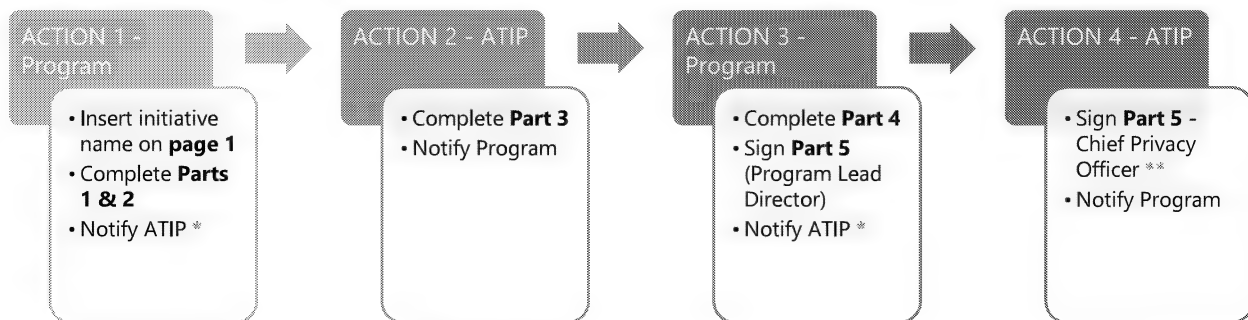 ACTION 1 -
Program
• Insert initiative
name on page 1
• Complete Parts
1 & 2
• Notify ATIP *
ACTION 2 - ATIP
• Complete Part 3
• Notify Program
ACTION 3 -
Program
• Complete Part 4
• Sign Part 5
(Program Lead
Director)
• Notify ATIP *
ACTION 4 - ATIP
• Sign Part 5 -
Chief Privacy
Officer **
• Notify Program